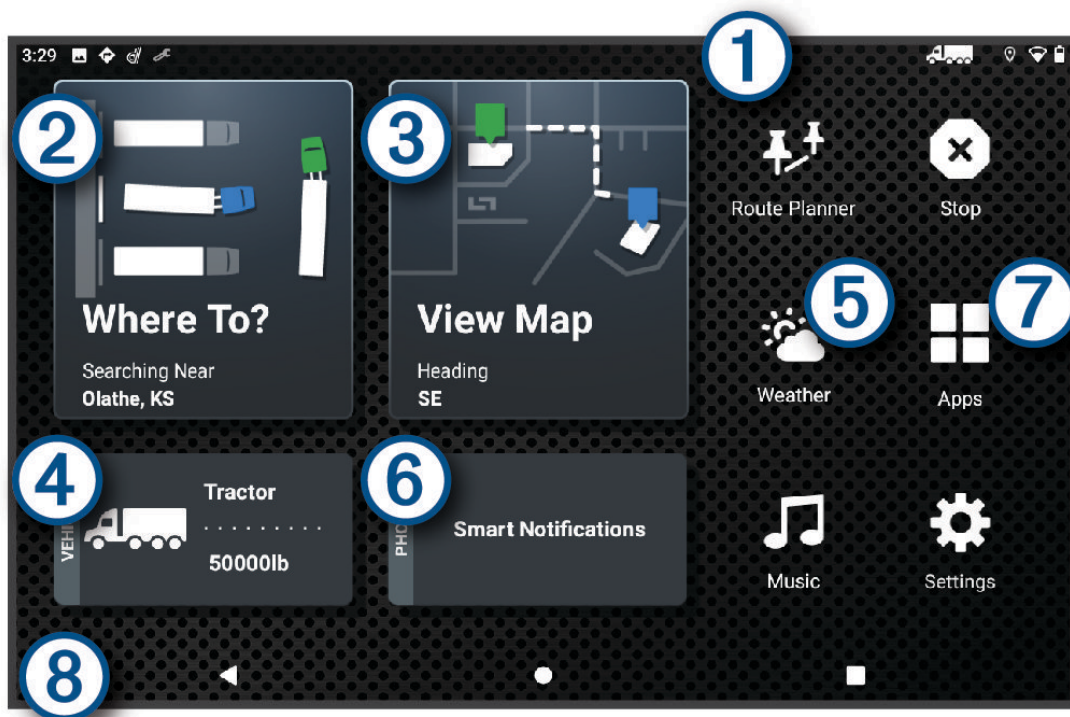 3:29
1
2
3
Route Planner
Stop
Where To?
Searching Near
Olathe, KS
View Map
Heading
SE
5
7
Weather
Apps
4
Tractor
50000lb
6
Smart Notifications
Music
Settings
8